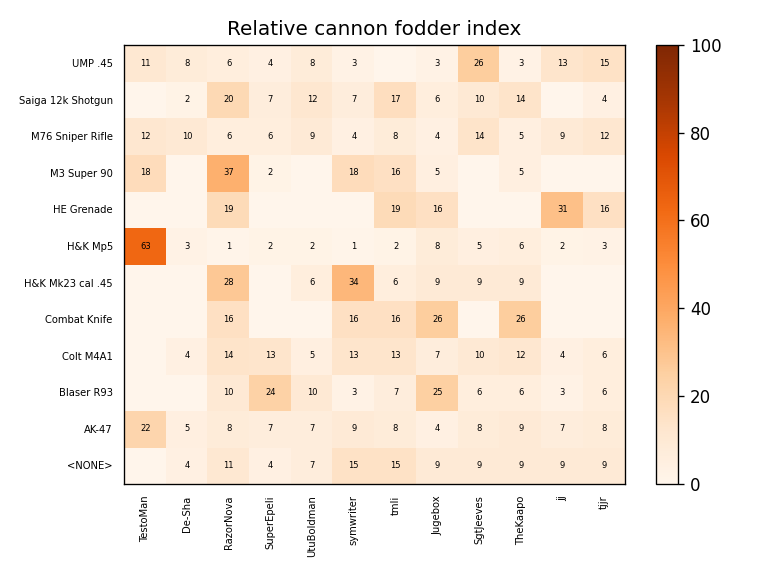 Relative cannon fodder index
UMP .45 11 8 6 4 8 3 3 26 3 13 15
Saiga 12k Shotgun 2 20 7 12 7 17 6 10 14 4
M76 Sniper Rifle 12 10 6 6 9 4 8 4 14 5 9 12
M3 Super 90 18 37 2 18 16 5 5
HE Grenade 19 19 16 31 16
H&K Mp5 63 3 1 2 2 1 2 8 5 6 2 3
H&K Mk23 cal .45 28 6 34 6 9 9 9
Combat Knife 16 16 16 26 26
Colt M4A1 4 14 13 5 13 13 7 10 12 4 6
Blaser R93 10 24 10 3 7 25 6 6 3 6
AK-47 22 5 8 7 7 9 8 4 8 9 7 8
<NONE> 4 11 4 7 15 15 9 9 9 9 9
TestoMan De-Sha RazorNova SuperEpeli UtuBoldman symwriter tmli Jugebox SgtJeeves TheKaapo jj tjjr
100
80
60
40
20
0